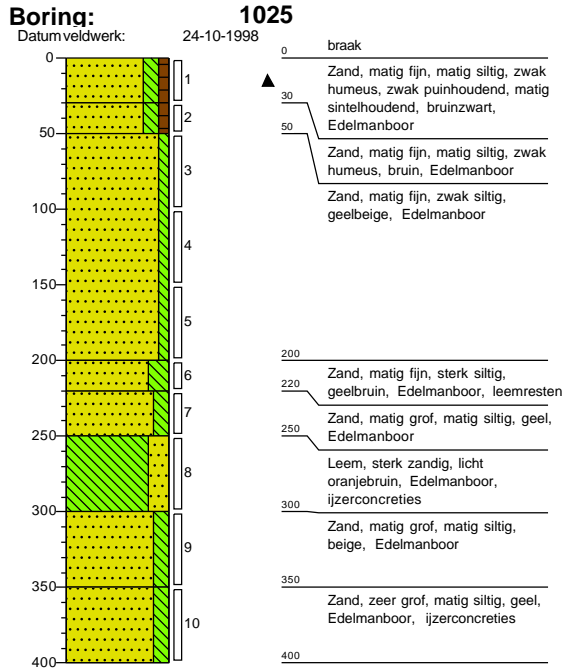 Boring: 1025
Datum veldwerk: 24-10-1998
0
50
100
150
200
250
300
350
400
1
2
3
4
5
6
7
8
9
10
0
braak
Zand, matig fijn, matig siltig, zwak
humeus, zwak puinhoudend, matig
sintelhoudend, bruinzwart,
Edelmanboor
30
Zand, matig fijn, matig siltig, zwak
humeus, bruin, Edelmanboor
50
Zand, matig fijn, zwak siltig,
geelbeige, Edelmanboor
200
Zand, matig fijn, sterk siltig,
geelbruin, Edelmanboor, leemresten
220
Zand, matig grof, matig siltig, geel,
Edelmanboor
250
Leem, sterk zandig, licht
oranjebruin, Edelmanboor,
ijzerconcreties
300
Zand, matig grof, matig siltig,
beige, Edelmanboor
350
Zand, zeer grof, matig siltig, geel,
Edelmanboor, ijzerconcreties
400